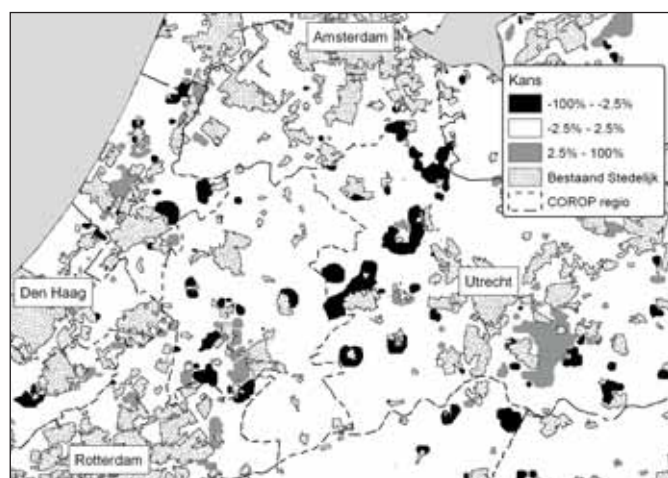 Amsterdam
Kans
-100% - -2.5%
-2.5% - 2.5%
2.5% - 100%
Bestaand Stedelijk
COROP regio
Den Haag
Utrecht
Rotterdam